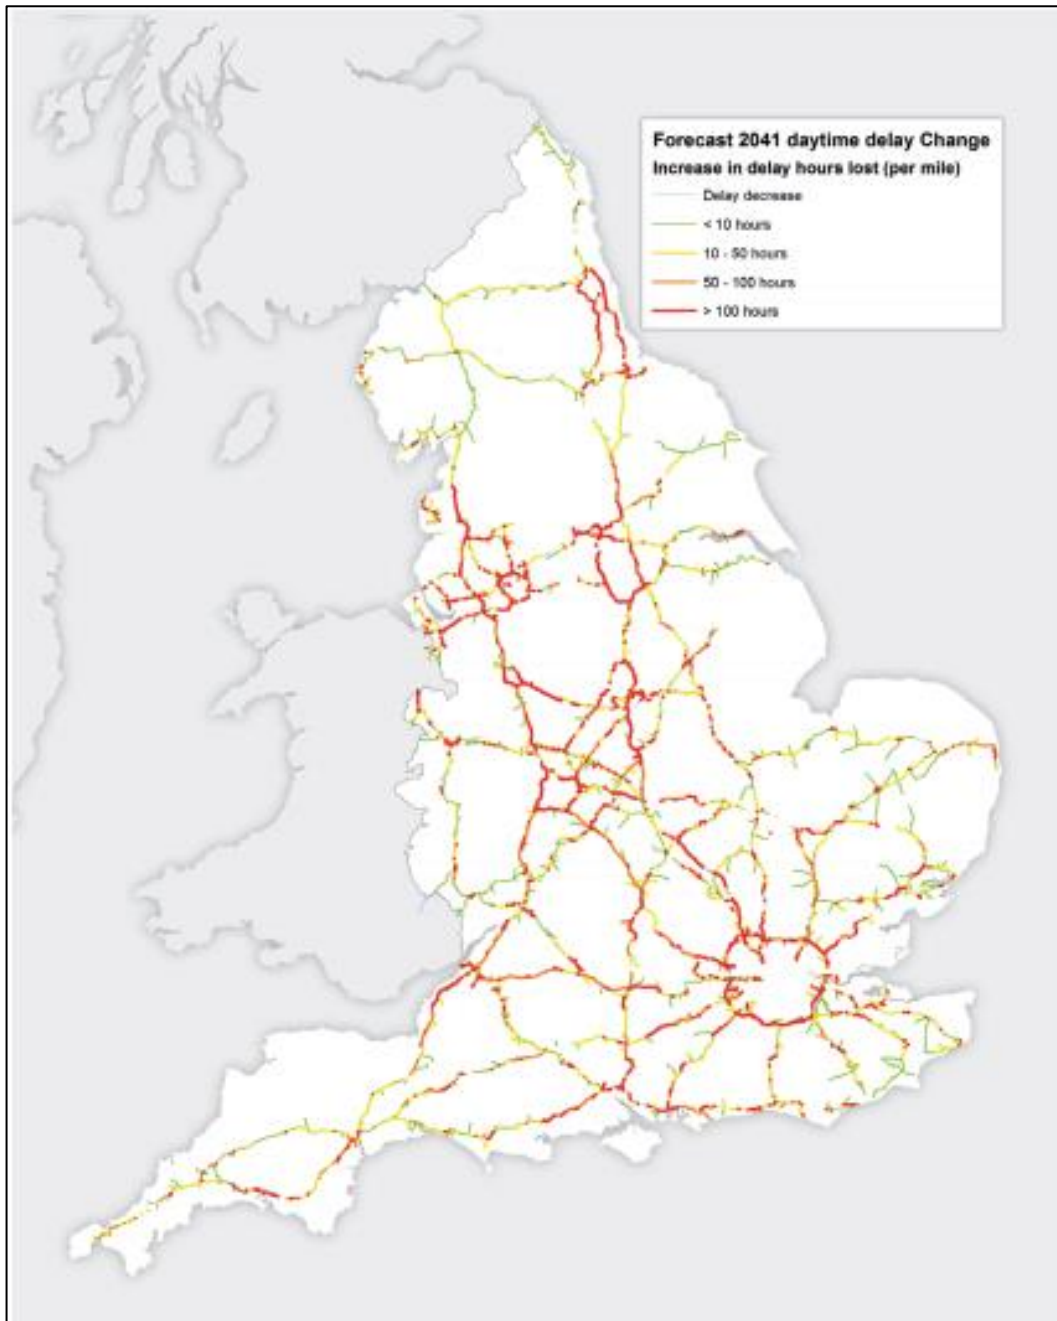 Forecast 2041 daytime delay Change
Increase in delay hours lost (per mile)
Delay decrease
< 10 hours
10 - 50 hours
50 - 100 hours
> 100 hours